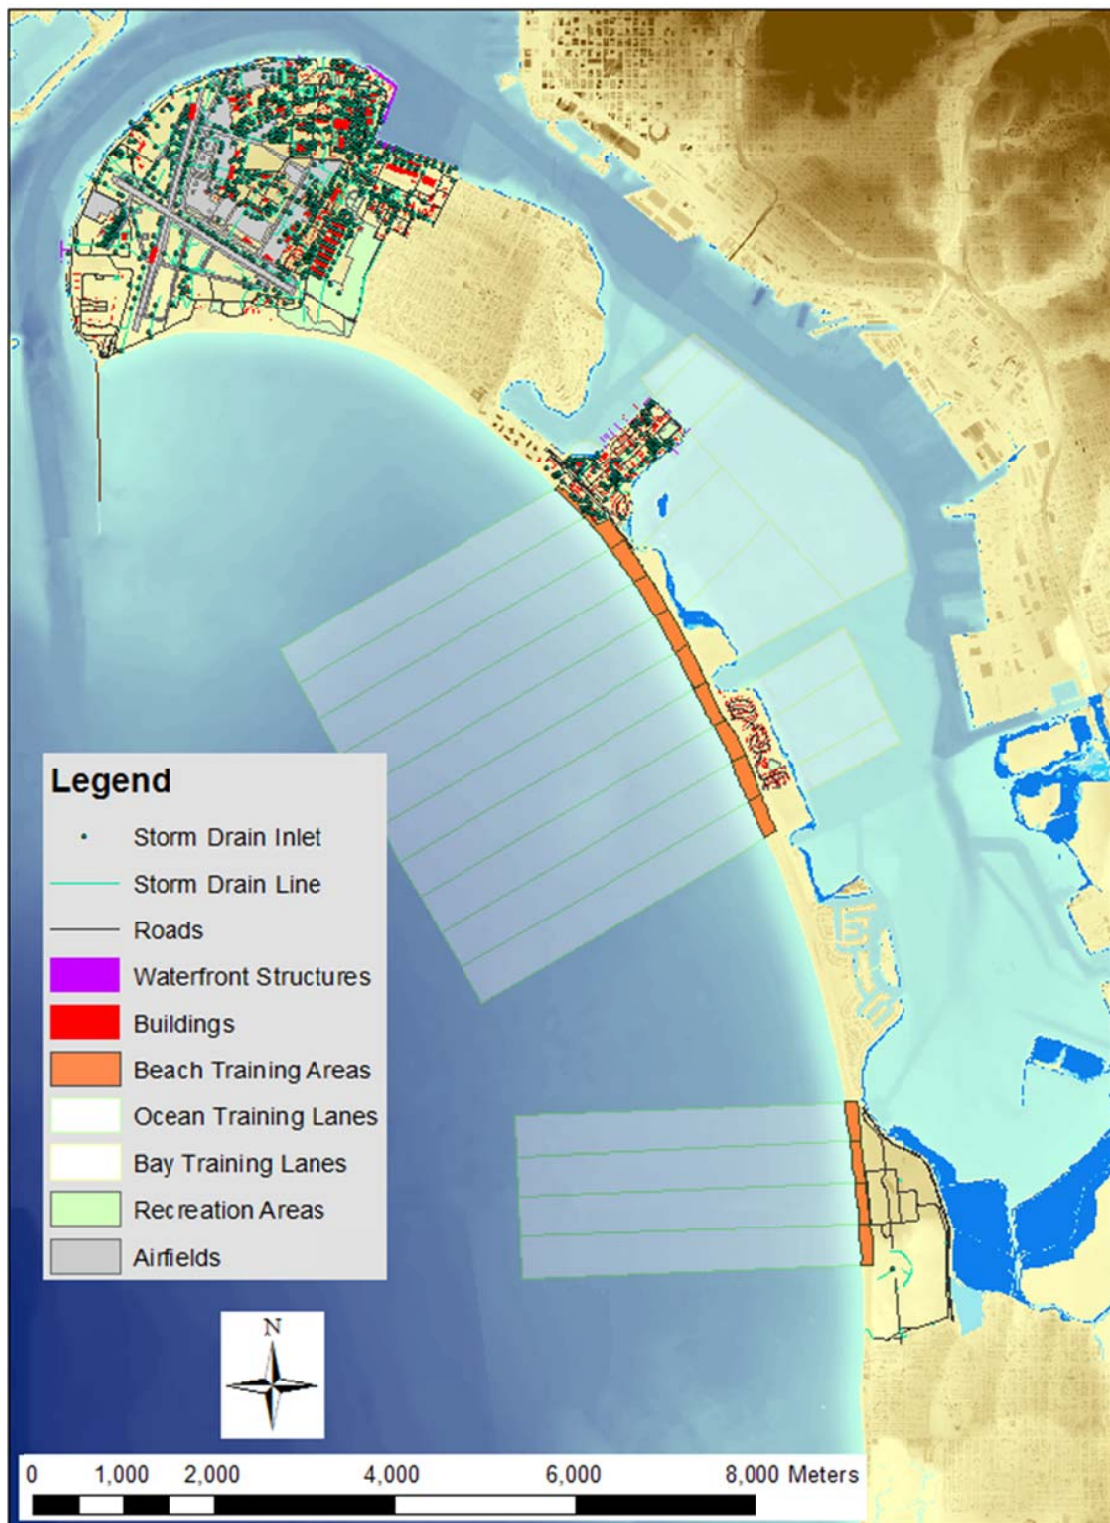 Legend
Storm Drain Inlet
Storm Drain Line
Roads
Waterfront Structures
Buildings
Beach Training Areas
Ocean Training Lanes
Bay Training Lanes
Recreation Areas
Airfields
N
0 1,000 2,000 4,000 6,000 8,000 Meters